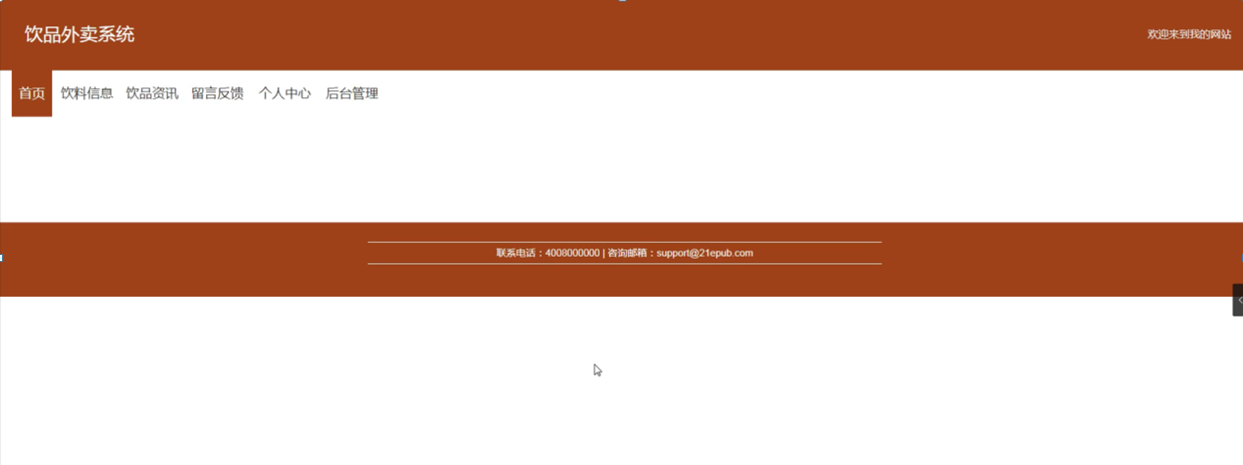 饮品外卖系统
欢迎来到我的网站
首页 饮料信息 饮品资讯 留言反馈 个人中心 后台管理
联系电话：4008000000 | 咨询邮箱：support@21epub.com